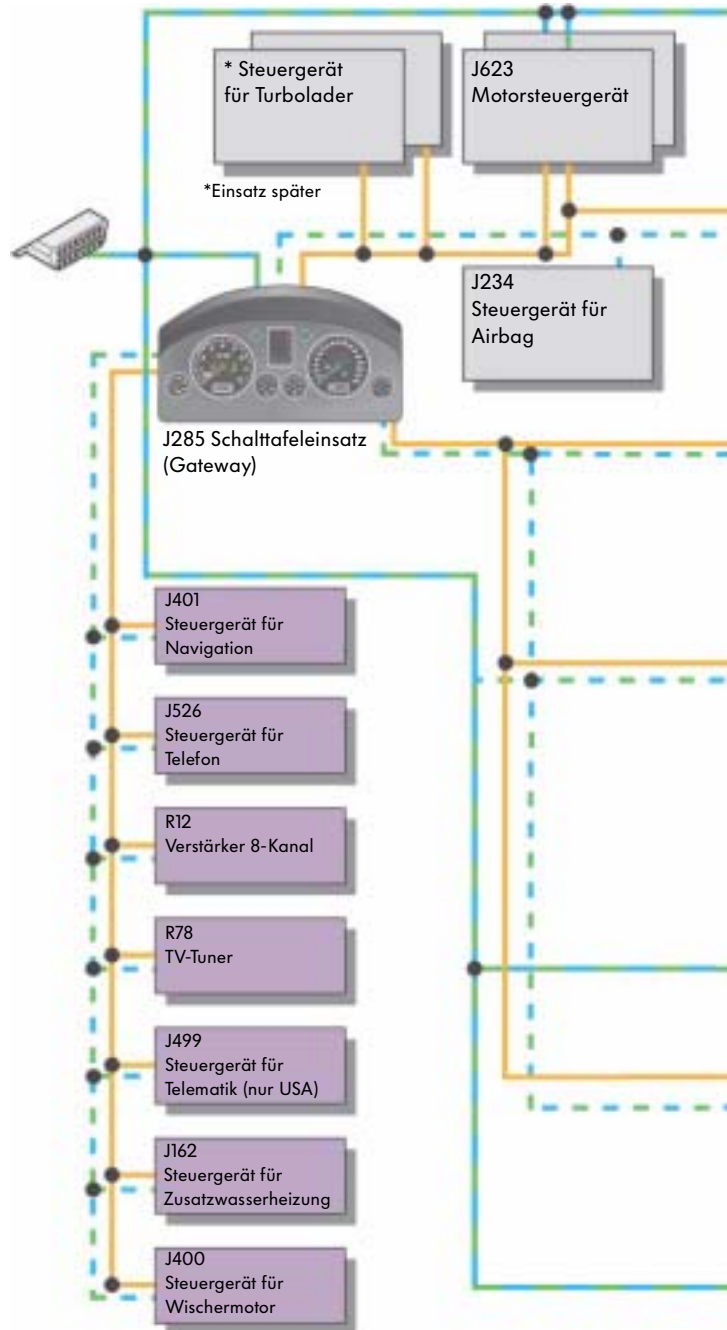 * Steuergerät
für Turbolader
J623
Motorsteuergerät
*Einsatz später
J234
Steuergerät für
Airbag
J285 Schalttafeleinsatz
(Gateway)
J401
Steuergerät für
Navigation
J526
Steuergerät für
Telefon
R12
Verstärker 8-Kanal
R78
TV-Tuner
J499
Steuergerät für
Telematik (nur USA)
J162
Steuergerät für
Zusatzwasserheizung
J400
Steuergerät für
Wischermotor